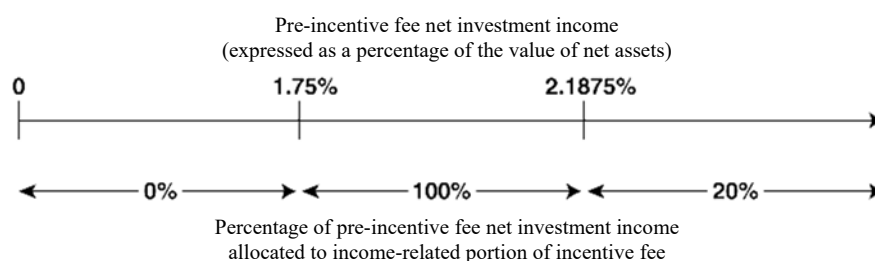 Pre-incentive fee net investment income
(expressed as a percentage of the value of net assets)
0 1.75% 2.1875%
0% 100% 20%
Percentage of pre-incentive fee net investment income
allocated to income-related portion of incentive fee